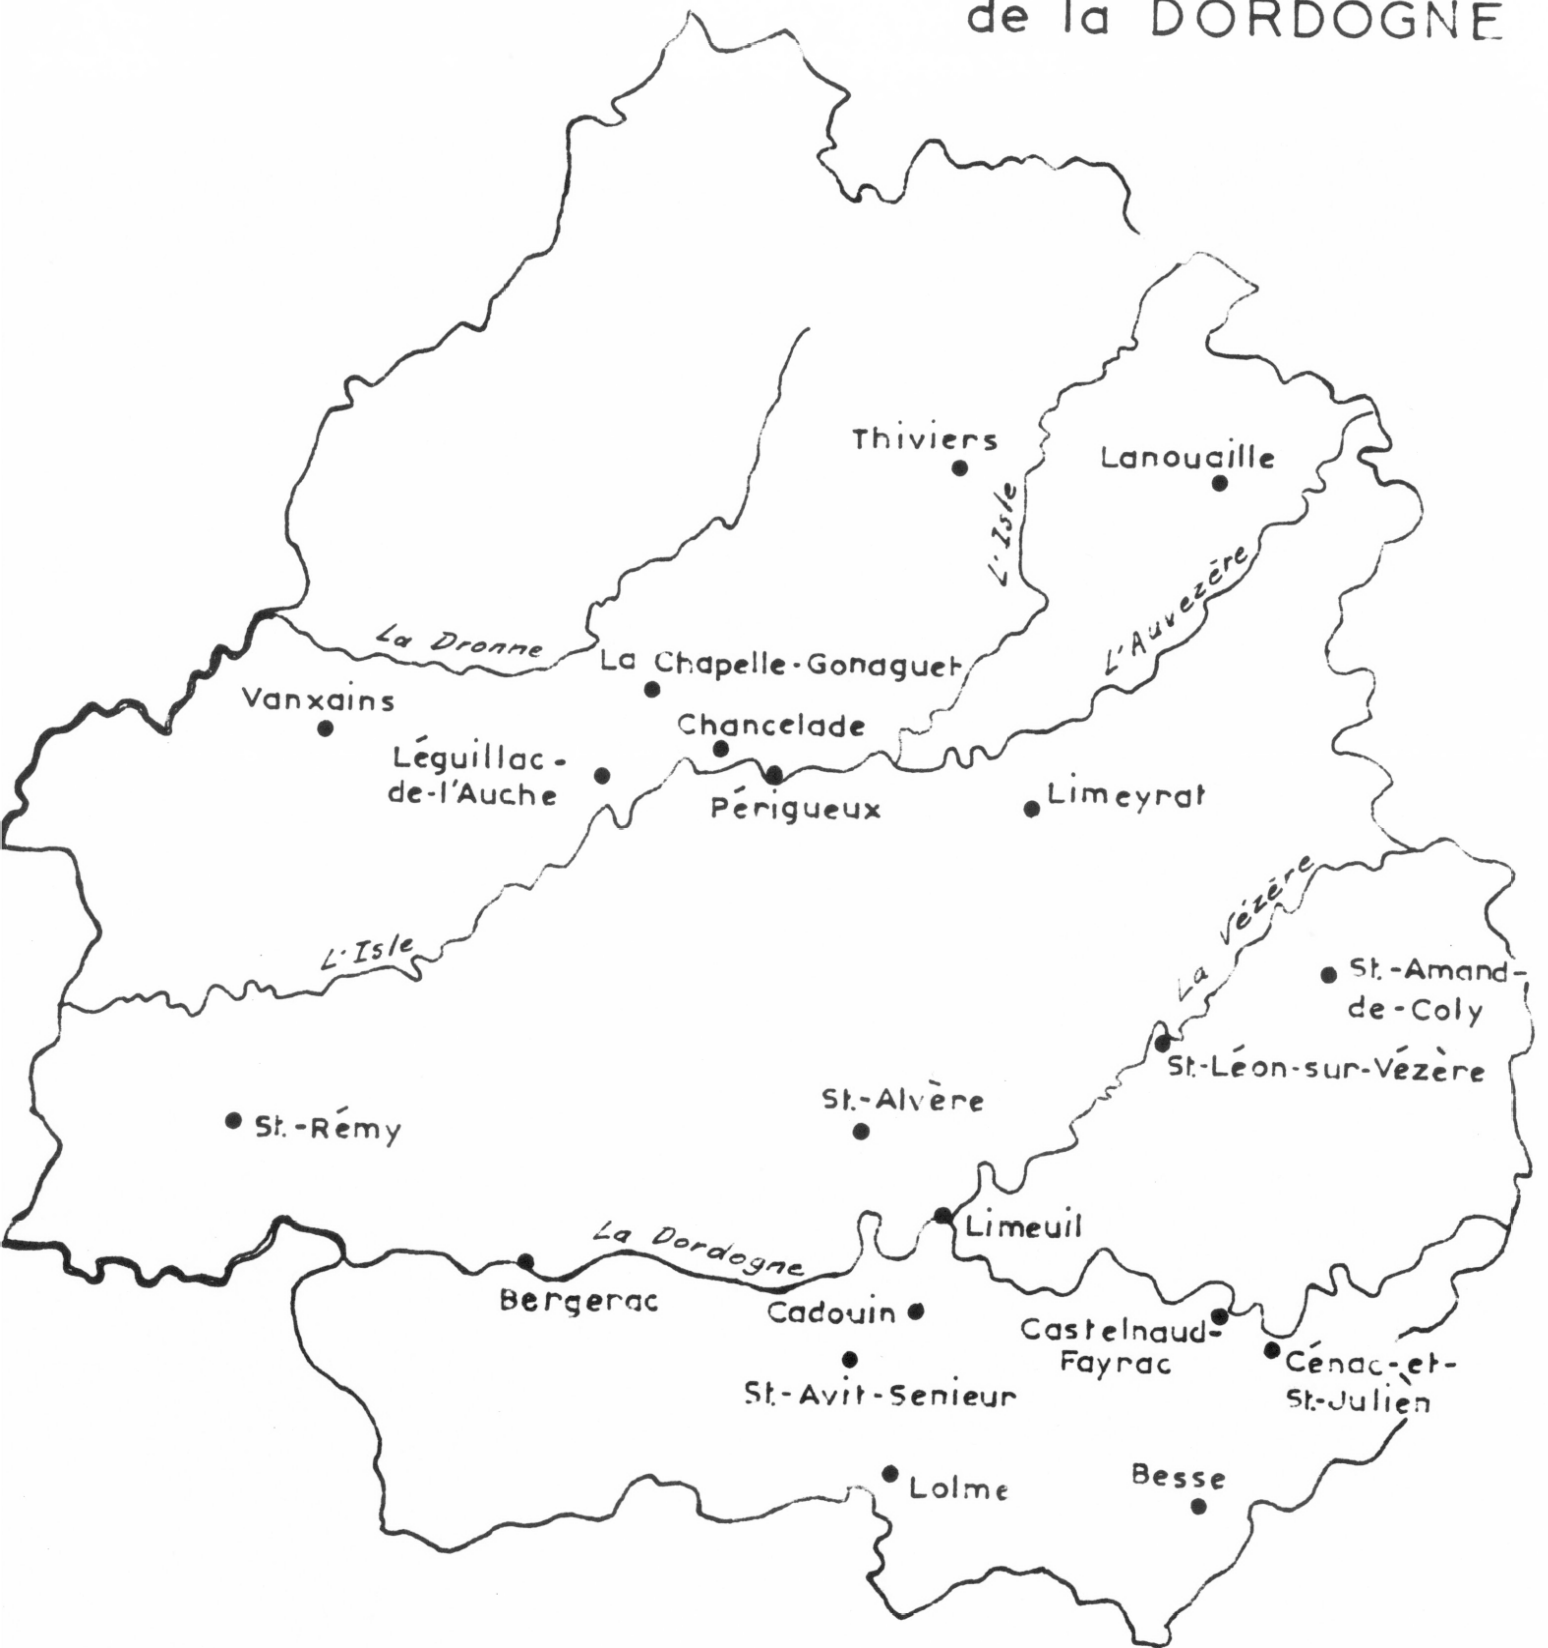 de la DORDOGNE
Thiviers
Lanouaille
L'Isle
L'Auvezère
La Dronne
La Chapelle-Gonaguet
Vanxains
Chancelade
Léguillac-
de-l'Auche
Périgueux
Limeyrat
La Vézère
L'Isle
St.-Amand-
de-Coly
St.-Léon-sur-Vézère
St.-Alvère
St.-Rémy
Limeuil
La Dordogne
Bergerac
Cadouin
Castelnaud-
Fayrac
Cénac-et-
St.-Julièn
St.-Avit-Senieur
Lolme
Besse